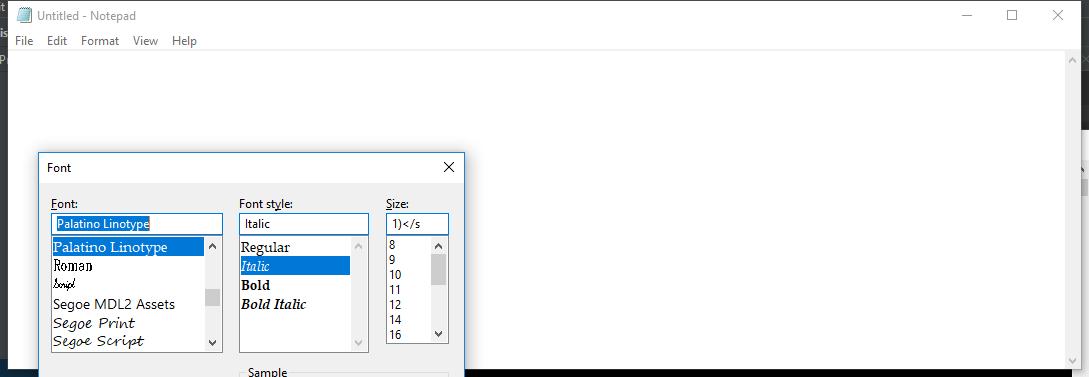 Untitled - Notepad
File Edit Format View Help
Font
Font: Font style: Size:
Palatino Linotype Italic 1)</s
Palatino Linotype Regular 8
Roman Italic 9
Script Bold 10
Segoe MDL2 Assets Bold Italic 11
Segoe Print 12
Segoe Script 14
16
Sample